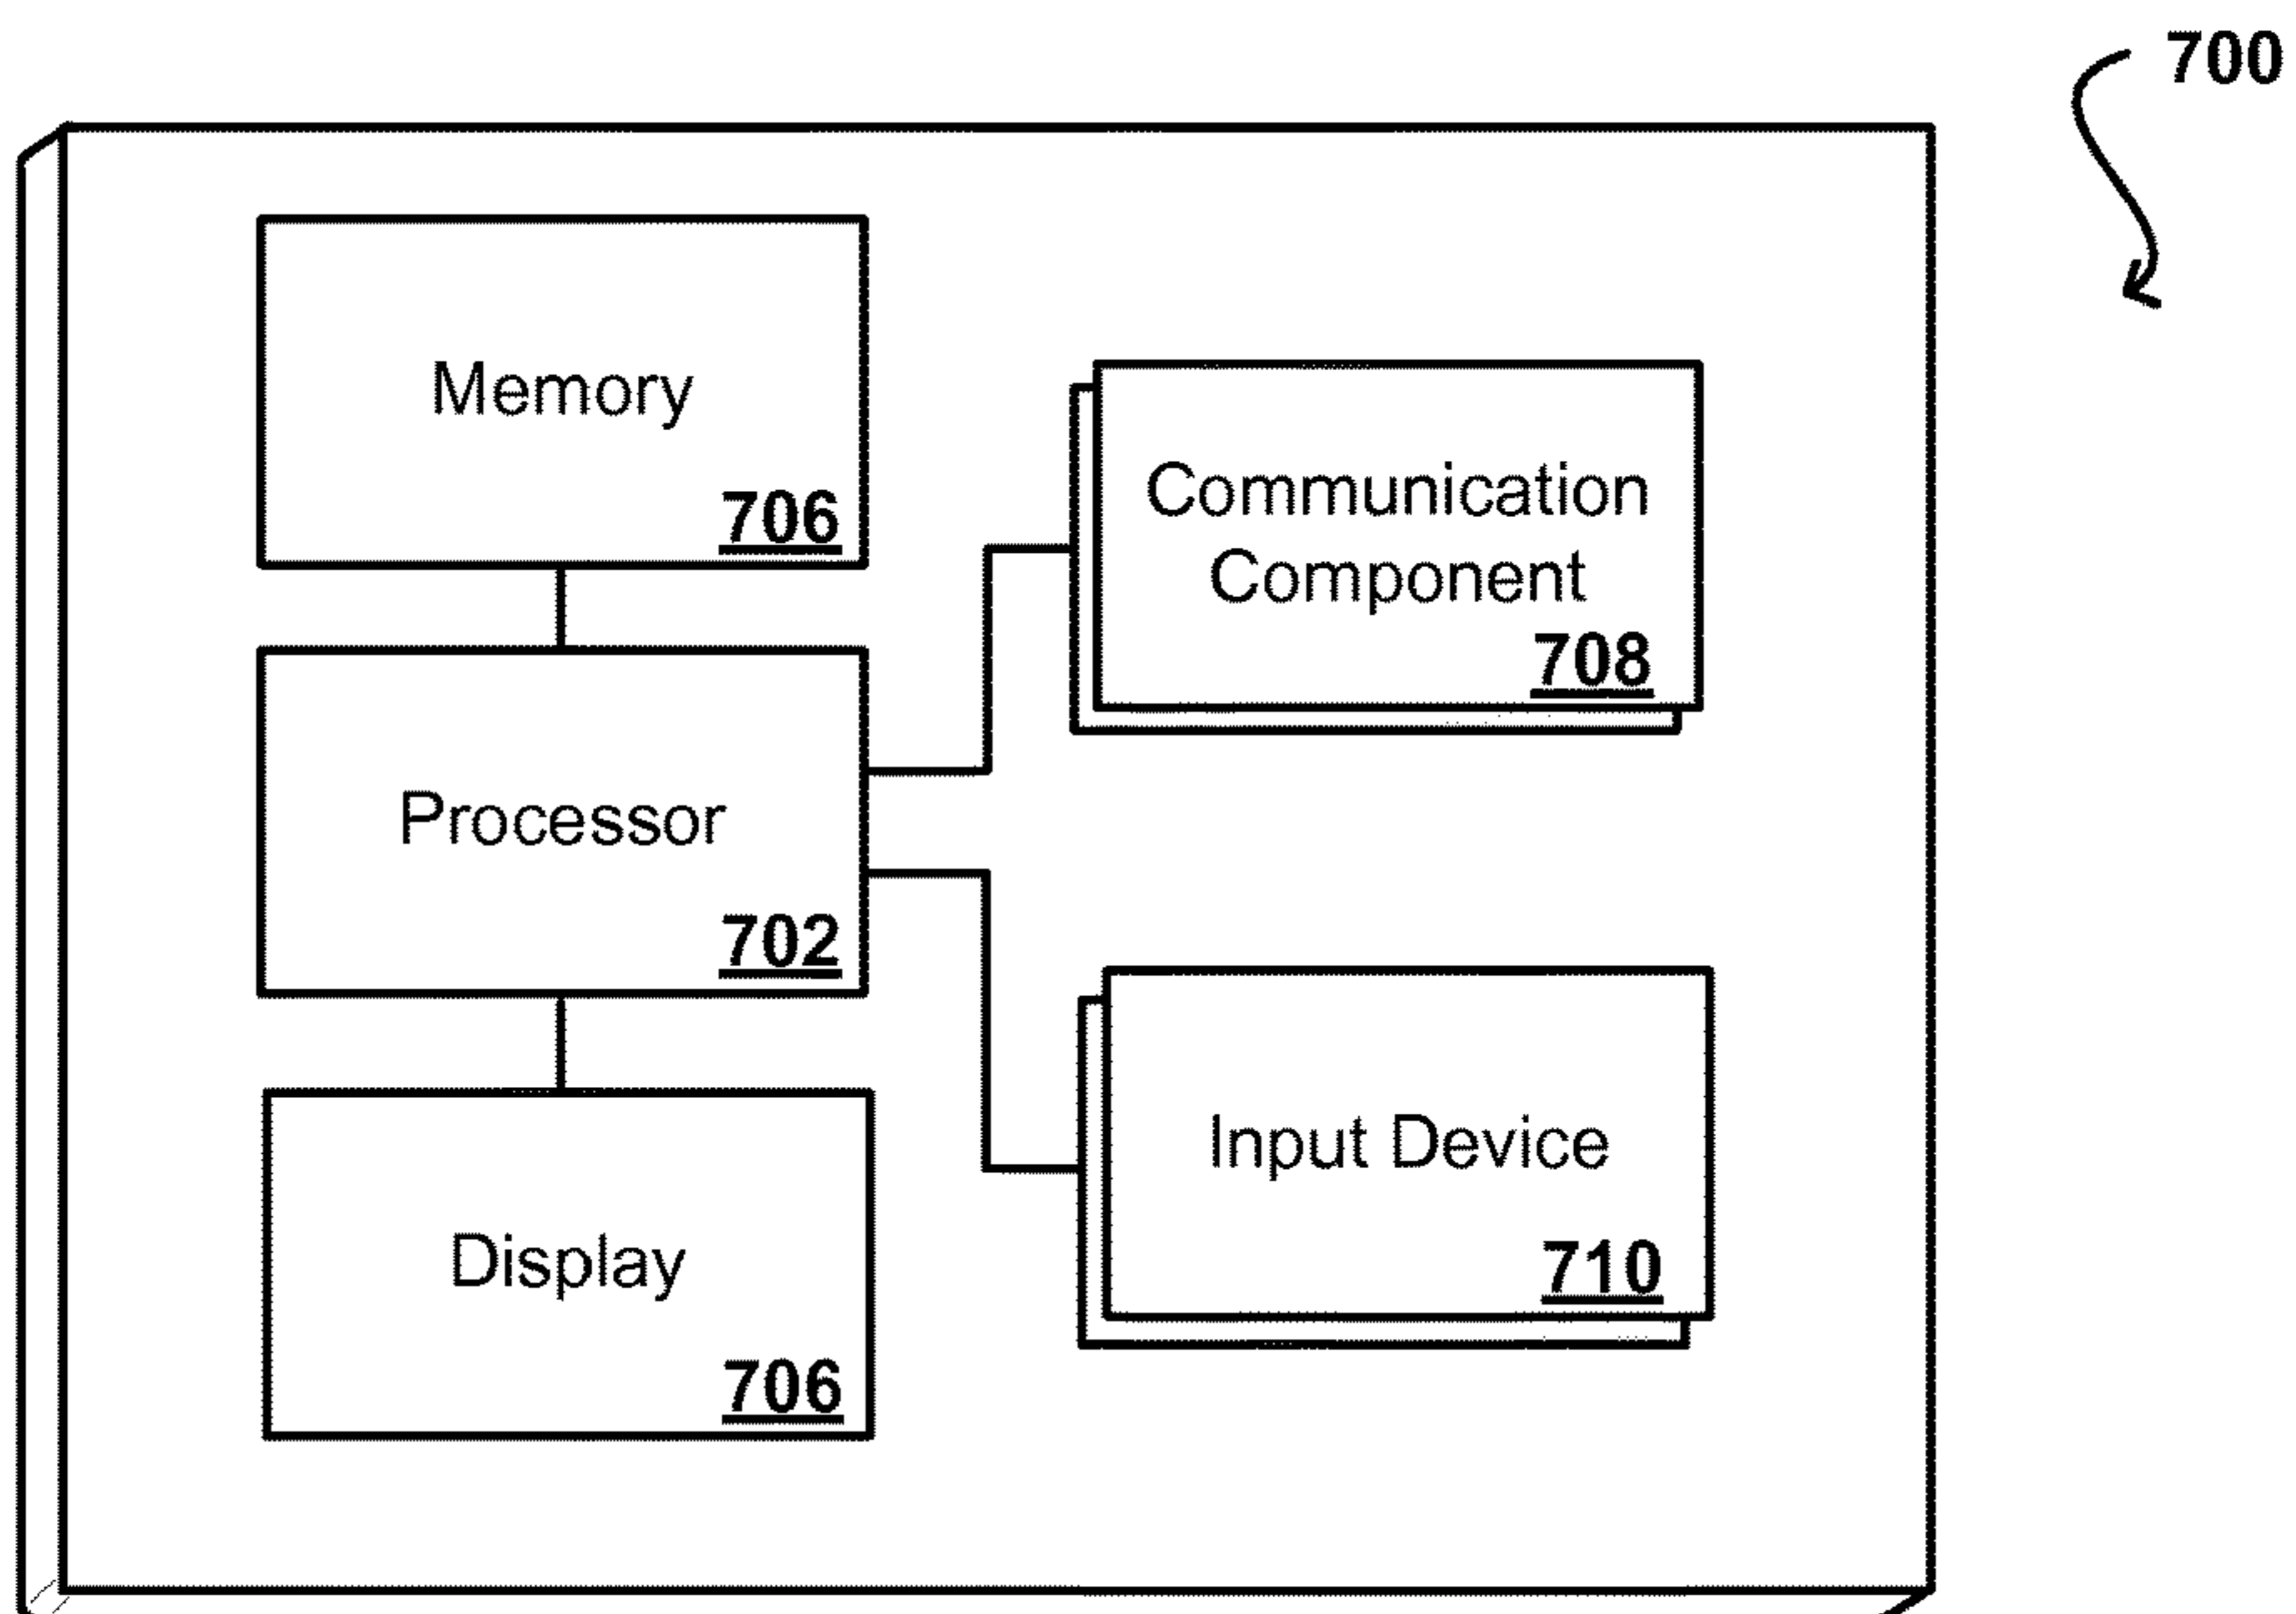 700
Memory
706
Communication
Component
708
Processor
702
Input Device
710
Display
706